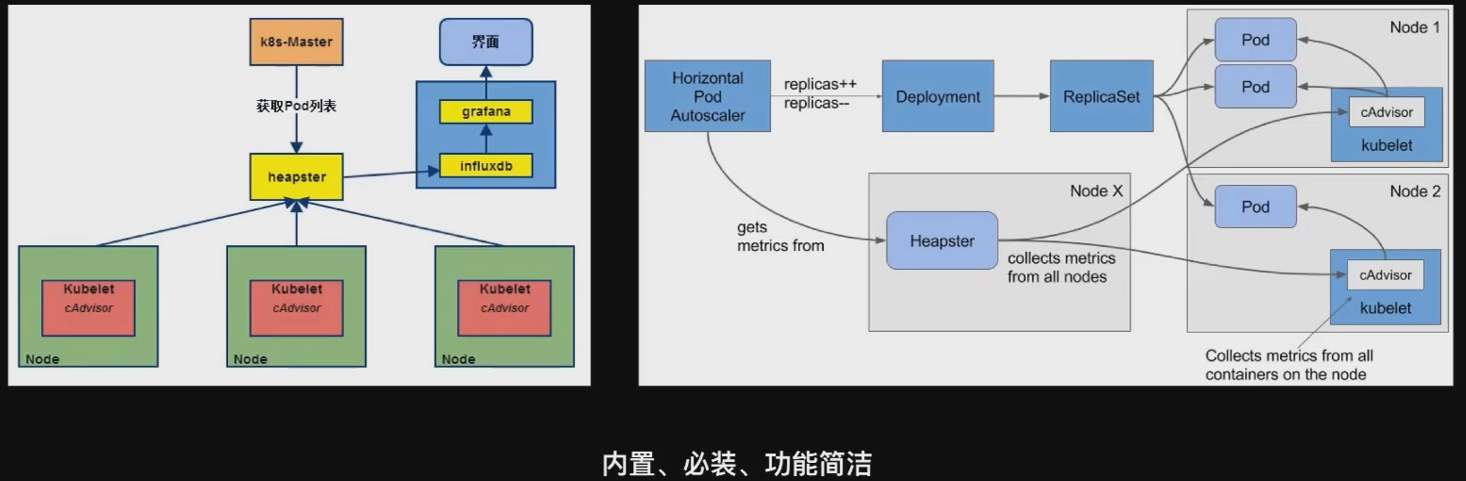 k8s-Master
界面
获取Pod列表
grafana
heapster
influxdb
Kubelet
cAdvisor
Node
Kubelet
cAdvisor
Node
Kubelet
cAdvisor
Node
Horizontal
Pod
Autoscaler
replicas++
replicas--
Deployment
ReplicaSet
Node 1
Pod
Pod
cAdvisor
kubelet
gets
metrics from
Node X
Heapster
collects metrics
from all nodes
Node 2
Pod
cAdvisor
kubelet
Collects metrics from all
containers on the node
内置、必装、功能简洁